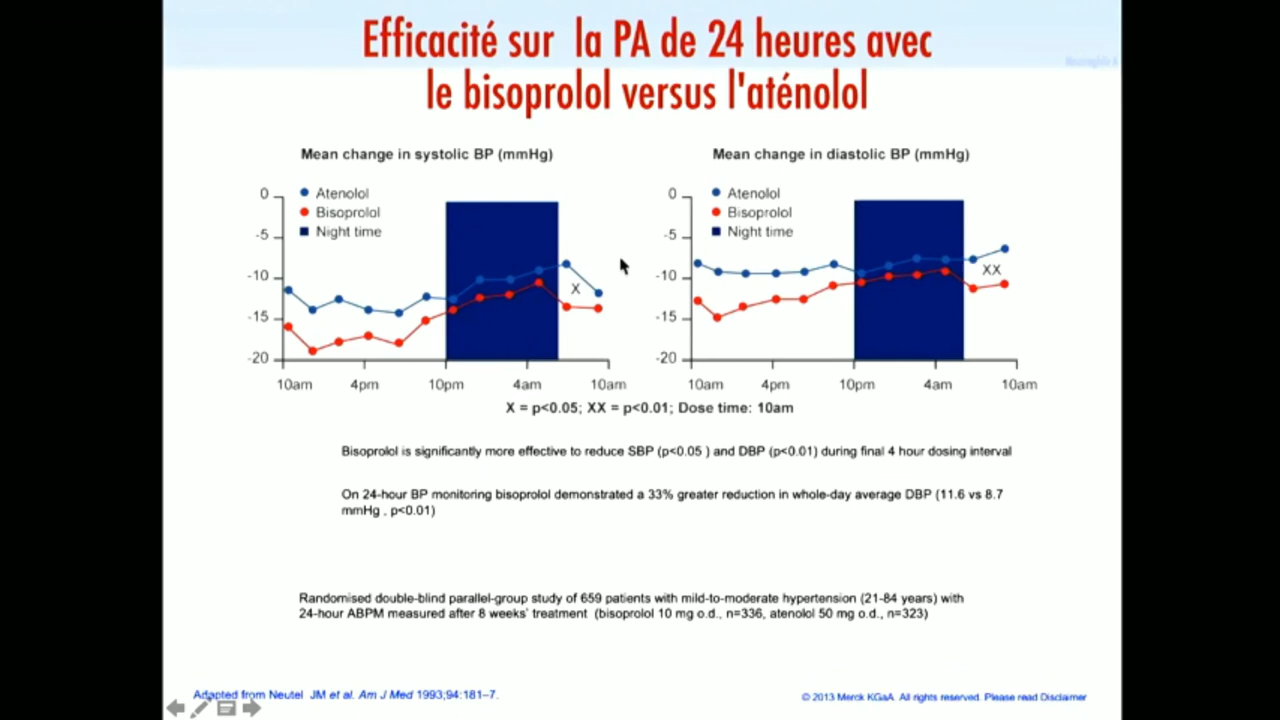 Efficacité sur la PA de 24 heures avec
le bisoprolol versus l'aténolol
Mean change in systolic BP (mmHg)
0
-5
-10
-15
-20
Atenolol
Bisoprolol
Night time
X
10am
4pm
10pm
4am
10am
Mean change in diastolic BP (mmHg)
0
-5
-10
-15
-20
Atenolol
Bisoprolol
Night time
XX
10am
4pm
10pm
4am
10am
X = p<0.05; XX = p<0.01; Dose time: 10am
Bisoprolol is significantly more effective to reduce SBP (p<0.05 ) and DBP (p<0.01) during final 4 hour dosing interval
On 24-hour BP monitoring bisoprolol demonstrated a 33% greater reduction in whole-day average DBP (11.6 vs 8.7
mmHg , p<0.01)
Randomised double-blind parallel-group study of 659 patients with mild-to-moderate hypertension (21-84 years) with
24-hour ABPM measured after 8 weeks' treatment (bisoprolol 10 mg o.d., n=336, atenolol 50 mg o.d., n=323)
Adapted from Neutel JM et al. Am J Med 1993;94:181–7.
© 2013 Merck KGaA. All rights reserved. Please read Disclaimer